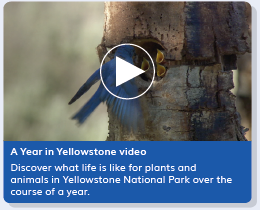 A Year in Yellowstone video
Discover what life is like for plants and
animals in Yellowstone National Park over the
course of a year.